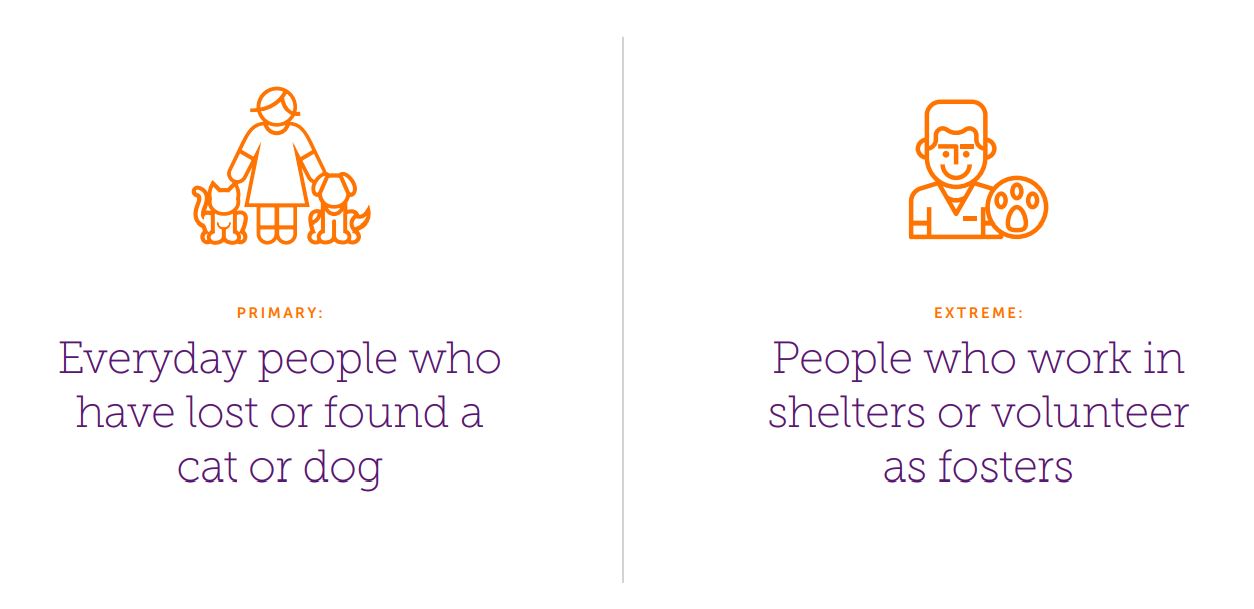 PRIMARY:
Everyday people who
have lost or found a
cat or dog
EXTREME:
People who work in
shelters or volunteer
as fosters